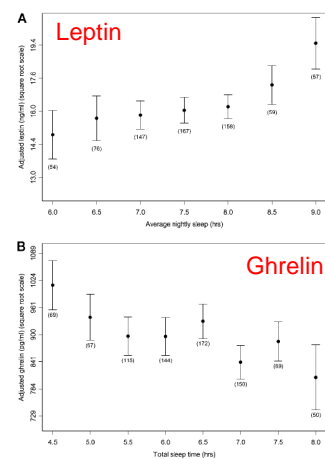 A
Leptin
Adjusted leptin (ng/ml) (square root scale)
19.4
17.6
16.0
14.4
13.0
(54)
(76)
(147)
(167)
(158)
(59)
(57)
6.0 6.5 7.0 7.5 8.0 8.5 9.0
Average nightly sleep (hrs)
B
Ghrelin
Adjusted ghrelin (pg/ml) (square root scale)
1089
1024
961
900
841
784
729
(69)
(67)
(115)
(144)
(172)
(150)
(69)
(50)
4.5 5.0 5.5 6.0 6.5 7.0 7.5 8.0
Total sleep time (hrs)